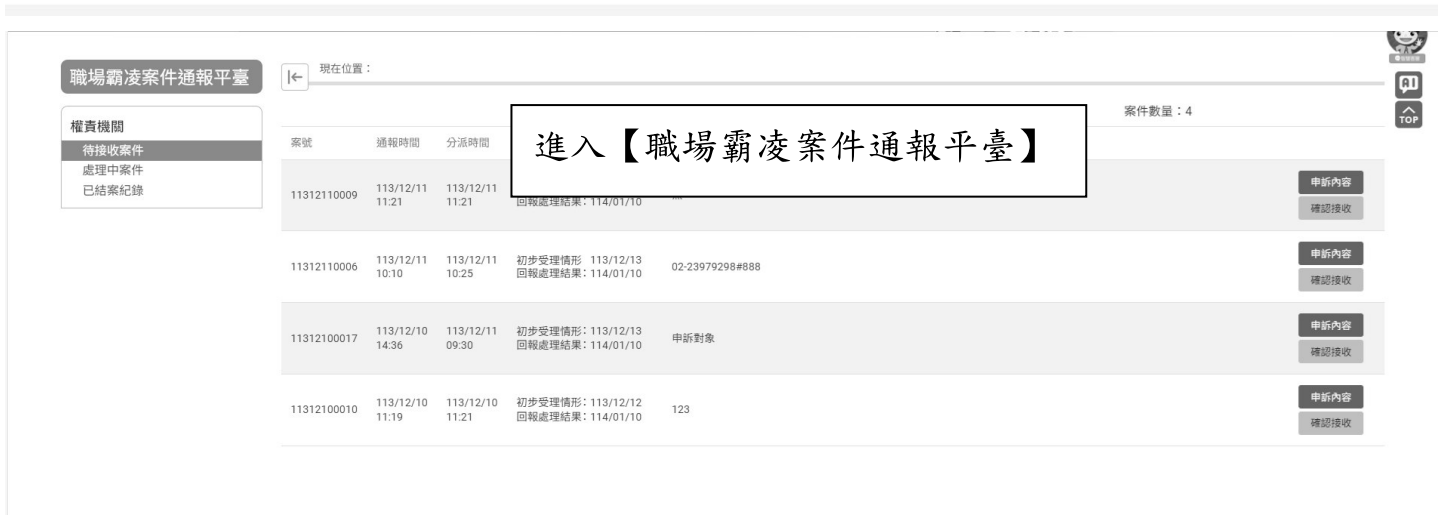 職場霸凌案件通報平臺
現在位置：
權責機關
待接收案件
處理中案件
已結案紀錄
進入【職場霸凌案件通報平臺】
案件數量：4
案號 通報時間 分派時間
11312110009 113/12/11 11:21 113/12/11 11:21
回報處理結果：114/01/10
申訴內容
確認接收
11312110006 113/12/11 10:10 113/12/11 10:25
初步受理情形 113/12/13
回報處理結果：114/01/10
02-23979298#888
申訴內容
確認接收
11312100017 113/12/10 14:36 113/12/11 09:30
初步受理情形：113/12/13
回報處理結果：114/01/10
申訴對象
申訴內容
確認接收
11312100010 113/12/10 11:19 113/12/10 11:21
初步受理情形：113/12/12
回報處理結果：114/01/10
123
申訴內容
確認接收
AI
TOP